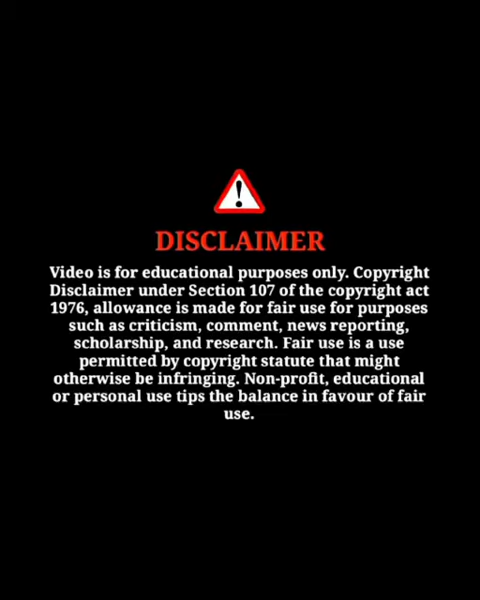 DISCLAIMER
Video is for educational purposes only. Copyright
Disclaimer under Section 107 of the copyright act
1976, allowance is made for fair use for purposes
such as criticism, comment, news reporting,
scholarship, and research. Fair use is a use
permitted by copyright statute that might
otherwise be infringing. Non-profit, educational
or personal use tips the balance in favour of fair
use.